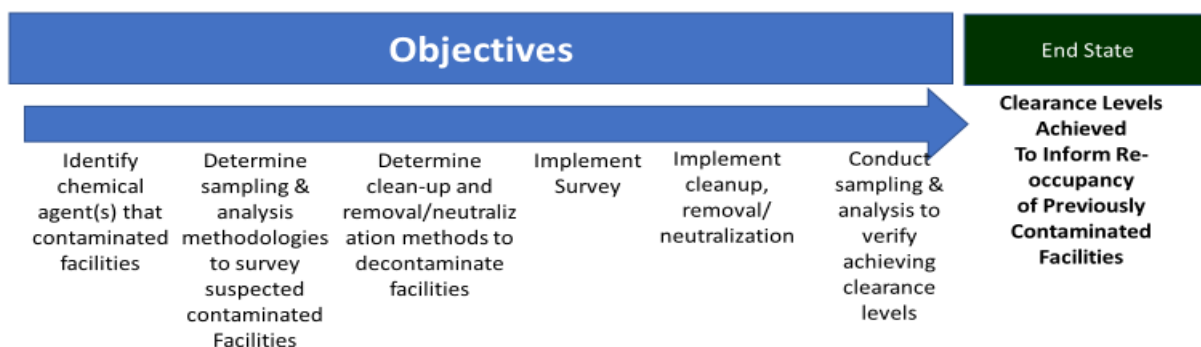 Objectives
End State
Identify
chemical
agent(s) that
contaminated
facilities
Determine
sampling &
analysis
methodologies
to survey
suspected
contaminated
Facilities
Determine
clean-up and
removal/neutraliz
ation methods to
decontaminate
facilities
Implement
Survey
Implement
cleanup,
removal/
neutralization
Conduct
sampling &
analysis to
verify
achieving
clearance
levels
Clearance Levels
Achieved
To Inform Re-
occupancy
of Previously
Contaminated
Facilities